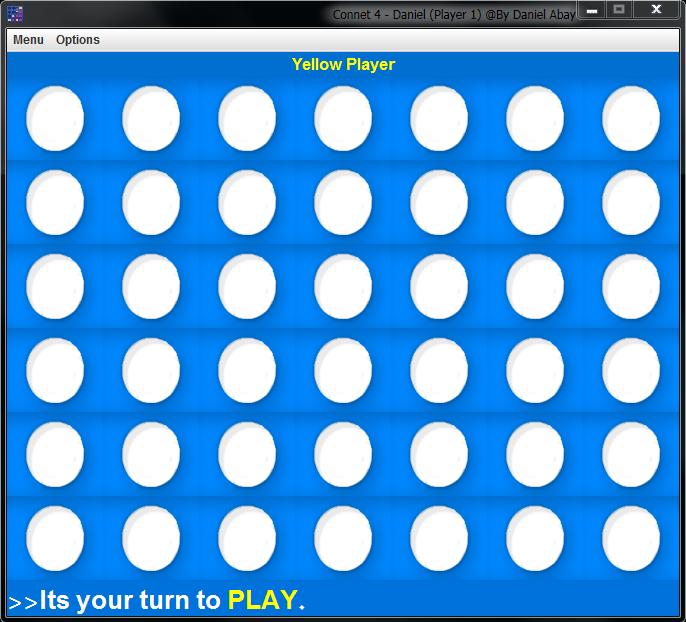 Connet 4 - Daniel (Player 1) @By Daniel Abay
Menu Options
Yellow Player
>>Its your turn to PLAY.